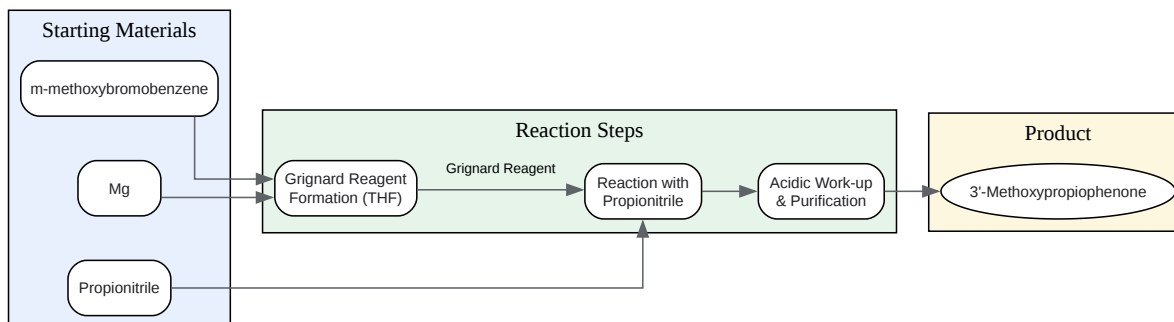 Starting Materials
m-methoxybromobenzene
Mg
Propionitrile
Reaction Steps
Grignard Reagent
Formation (THF)
Grignard Reagent
Reaction with
Propionitrile
Acidic Work-up
& Purification
Product
3'-Methoxypropiophenone